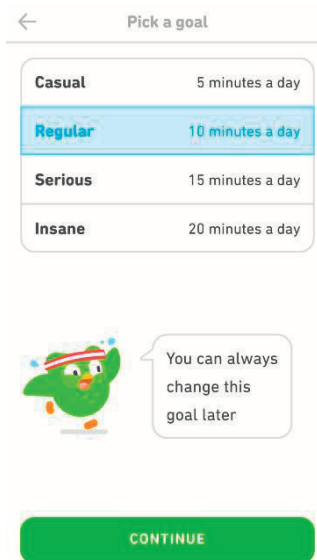 Pick a goal
Casual 5 minutes a day
Regular 10 minutes a day
Serious 15 minutes a day
Insane 20 minutes a day
You can always
change this
goal later
CONTINUE